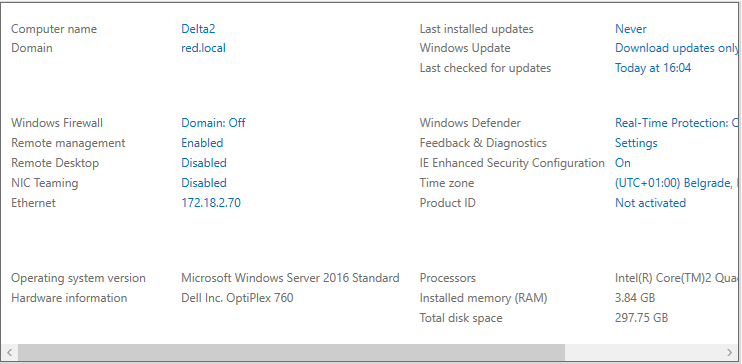 Computer name Delta2 Last installed updates Never
Domain red.local Windows Update Download updates only
Last checked for updates Today at 16:04
Windows Firewall Domain: Off Windows Defender Real-Time Protection:
Remote management Enabled Feedback & Diagnostics Settings
Remote Desktop Disabled IE Enhanced Security Configuration On
NIC Teaming Disabled Time zone (UTC+01:00) Belgrade,
Ethernet 172.18.2.70 Product ID Not activated
Operating system version Microsoft Windows Server 2016 Standard Processors Intel(R) Core(TM)2
Hardware information Dell Inc. OptiPlex 760 Installed memory (RAM) 3.84 GB
Total disk space 297.75 GB